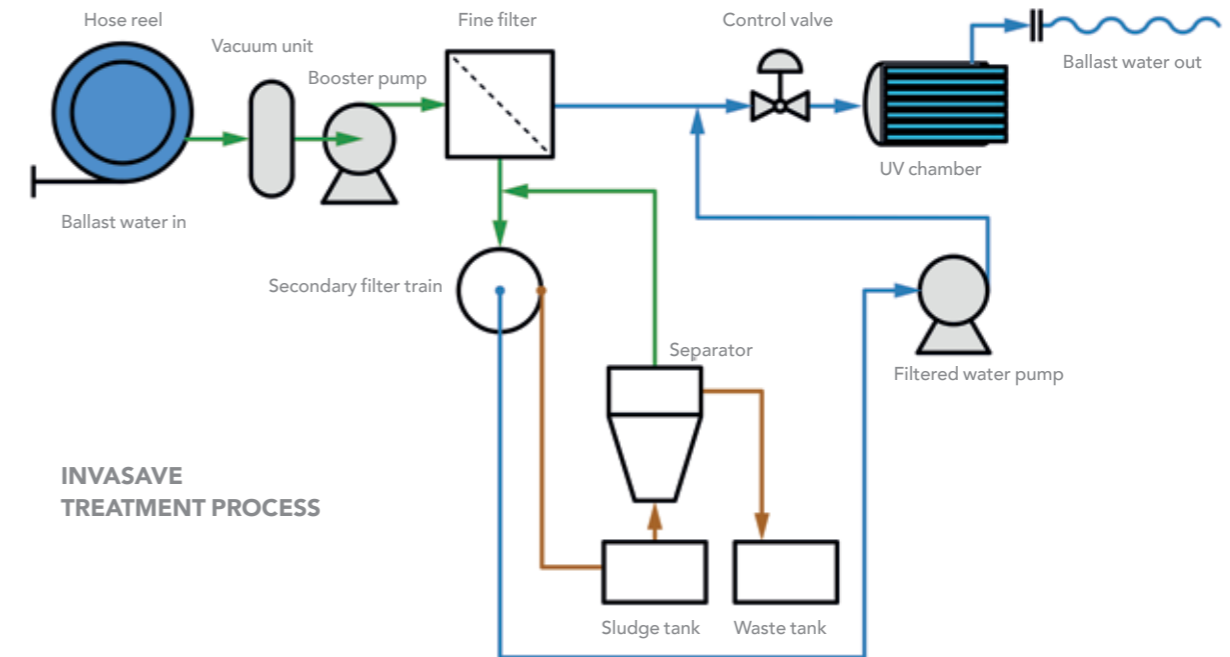 Hose reel
Fine filter
Control valve
Vacuum unit
Ballast water out
Booster pump
UV chamber
Ballast water in
Secondary filter train
Separator
Filtered water pump
INVASAVE
TREATMENT PROCESS
Sludge tank
Waste tank